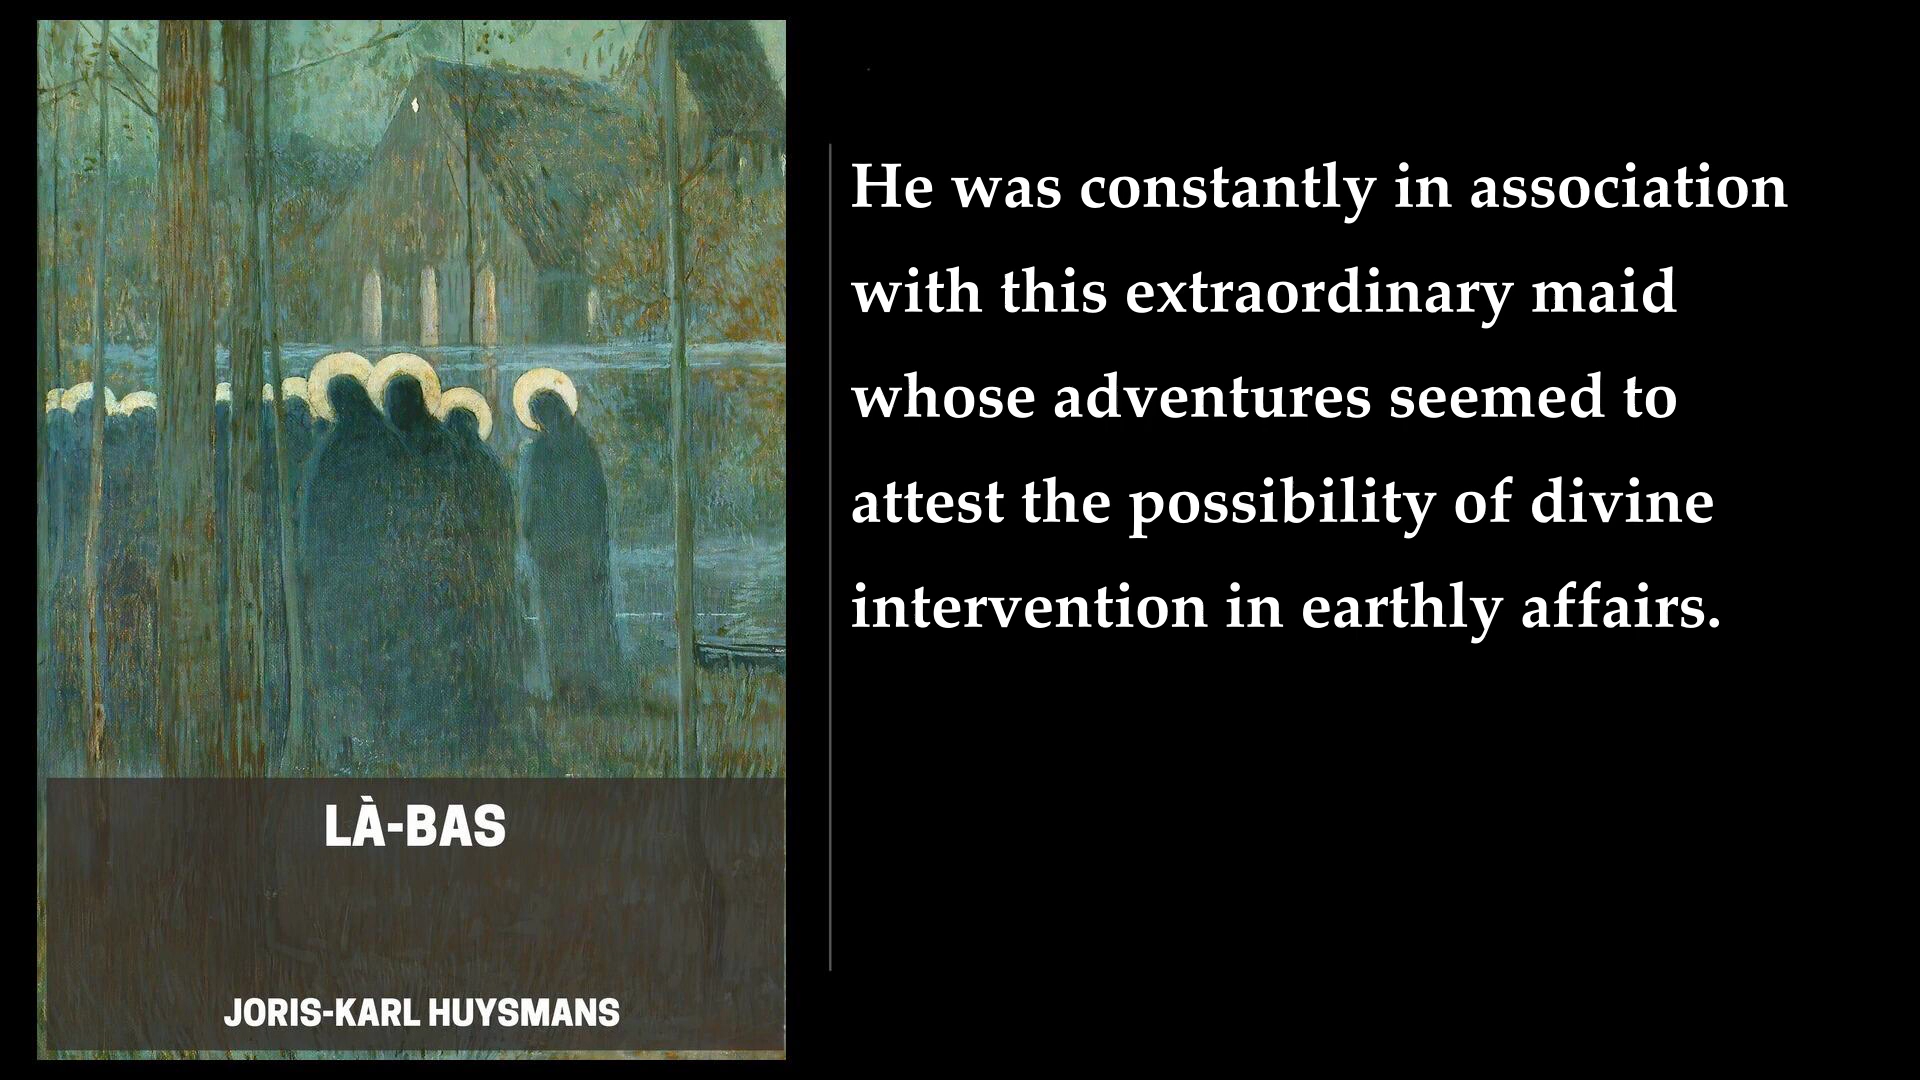 LÀ-BAS
JORIS-KARL HUYSMANS
He was constantly in association
with this extraordinary maid
whose adventures seemed to
attest the possibility of divine
intervention in earthly affairs.